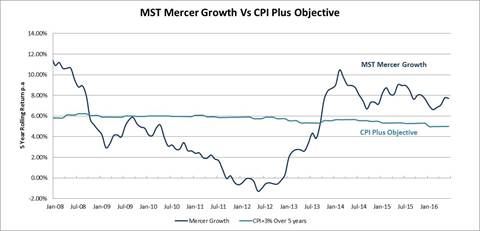 MST Mercer Growth Vs CPI Plus Objective
5 Year Rolling Return p.a
14.00%
12.00%
10.00%
8.00%
6.00%
4.00%
2.00%
0.00%
-2.00%
MST Mercer Growth
CPI Plus Objective
Jan-08 Jul-08 Jan-09 Jul-09 Jan-10 Jul-10 Jan-11 Jul-11 Jan-12 Jul-12 Jan-13 Jul-13 Jan-14 Jul-14 Jan-15 Jul-15 Jan-16
Mercer Growth CPI+3% Over 5 years